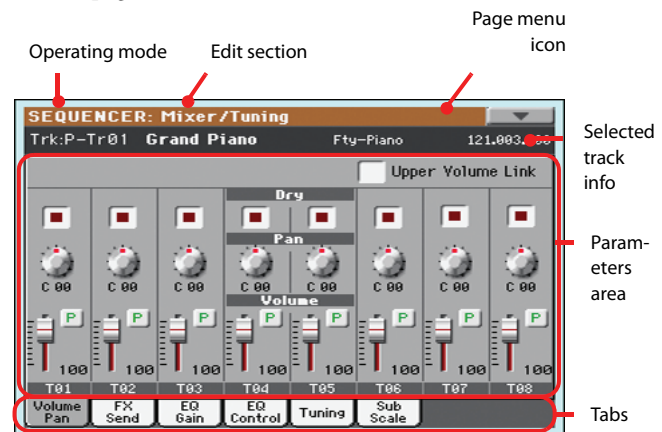 Page menu
icon
Operating mode
Edit section
SEQUENCER: Mixer/Tuning
Trk:P-Tr01 Grand Piano Fty-Piano
Selected
track
info
Upper Volume Link
Dry
Pan
C 00 C 00 C 00 C 00 C 00 C 00 C 00 C 00
Volume
P P P P P P P P
100 100 100 100 100 100 100 100
T01 T02 T03 T04 T05 T06 T07 T08
Param-
eters
area
Volume
Pan
FX
Send
EQ
Gain
EQ
Control
Tuning
Sub
Scale
Tabs